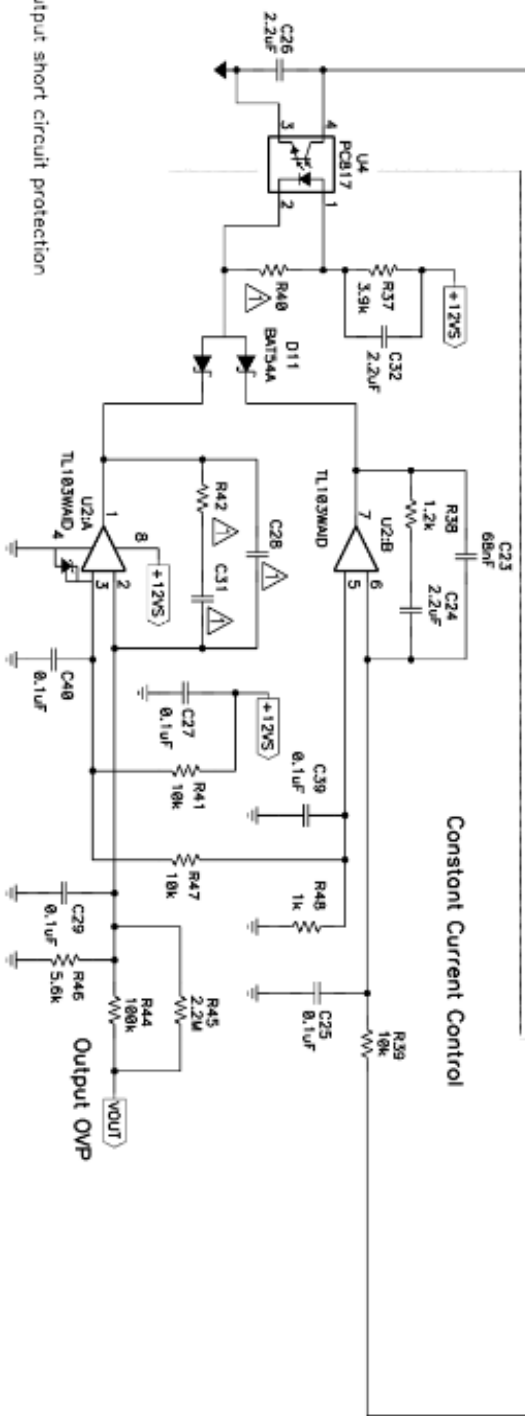 C23
68nF
Constant Current Control
R38
1.2k
C24
2.2uF
R39
10k
+12VS
C32
2.2uF
R37
3.9k
U2:B
6
5
7
TL103WAID
C39
0.1uF
R48
1k
C25
0.1uF
U4
PC817
1
2
4
3
R40
1
D11
BAT54A
C26
2.2uF
C28
1
R42
1
C31
1
+12VS
C27
0.1uF
R41
10k
R47
10k
R45
2.2M
R44
100k
VOUT
Output OVP
+12VS
U2:A
8
2
3
1
4
TL103WAID
C40
0.1uF
C29
0.1uF
R46
5.6k
utput short circuit protection